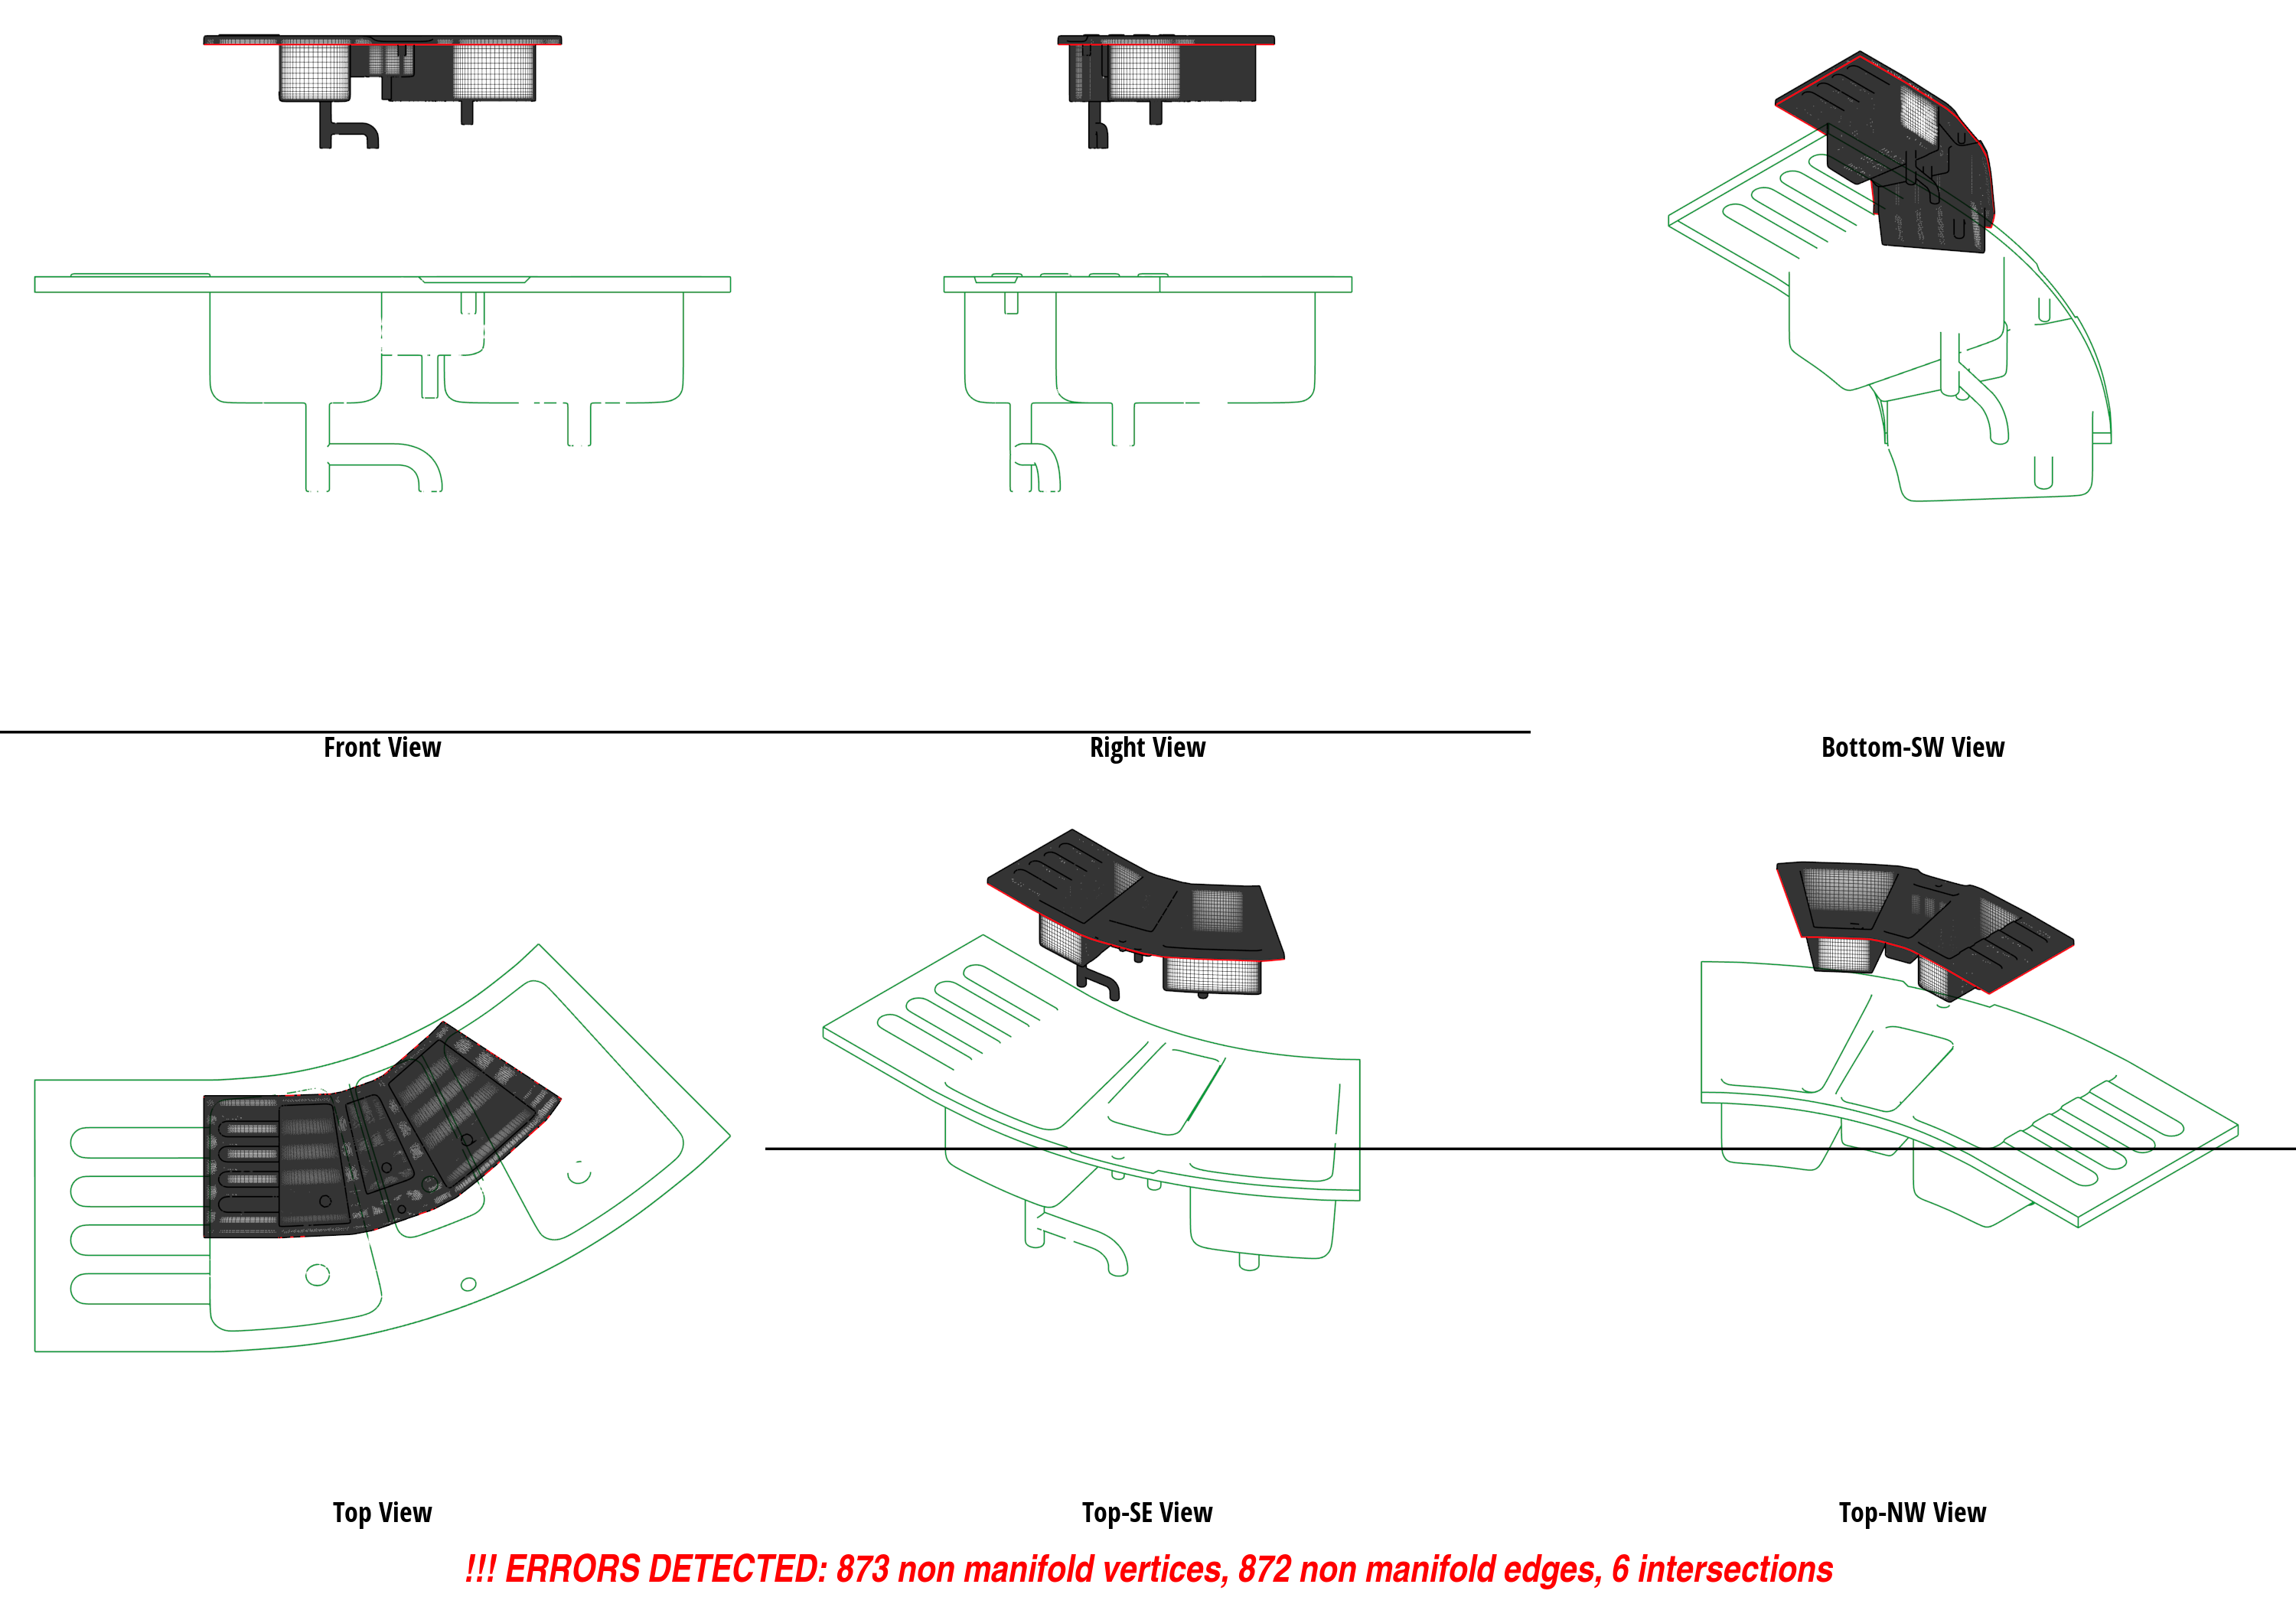 Front View
Right View
Bottom-SW View
Top View
Top-SE View
Top-NW View
!!! ERRORS DETECTED: 873 non manifold vertices, 872 non manifold edges, 6 intersections